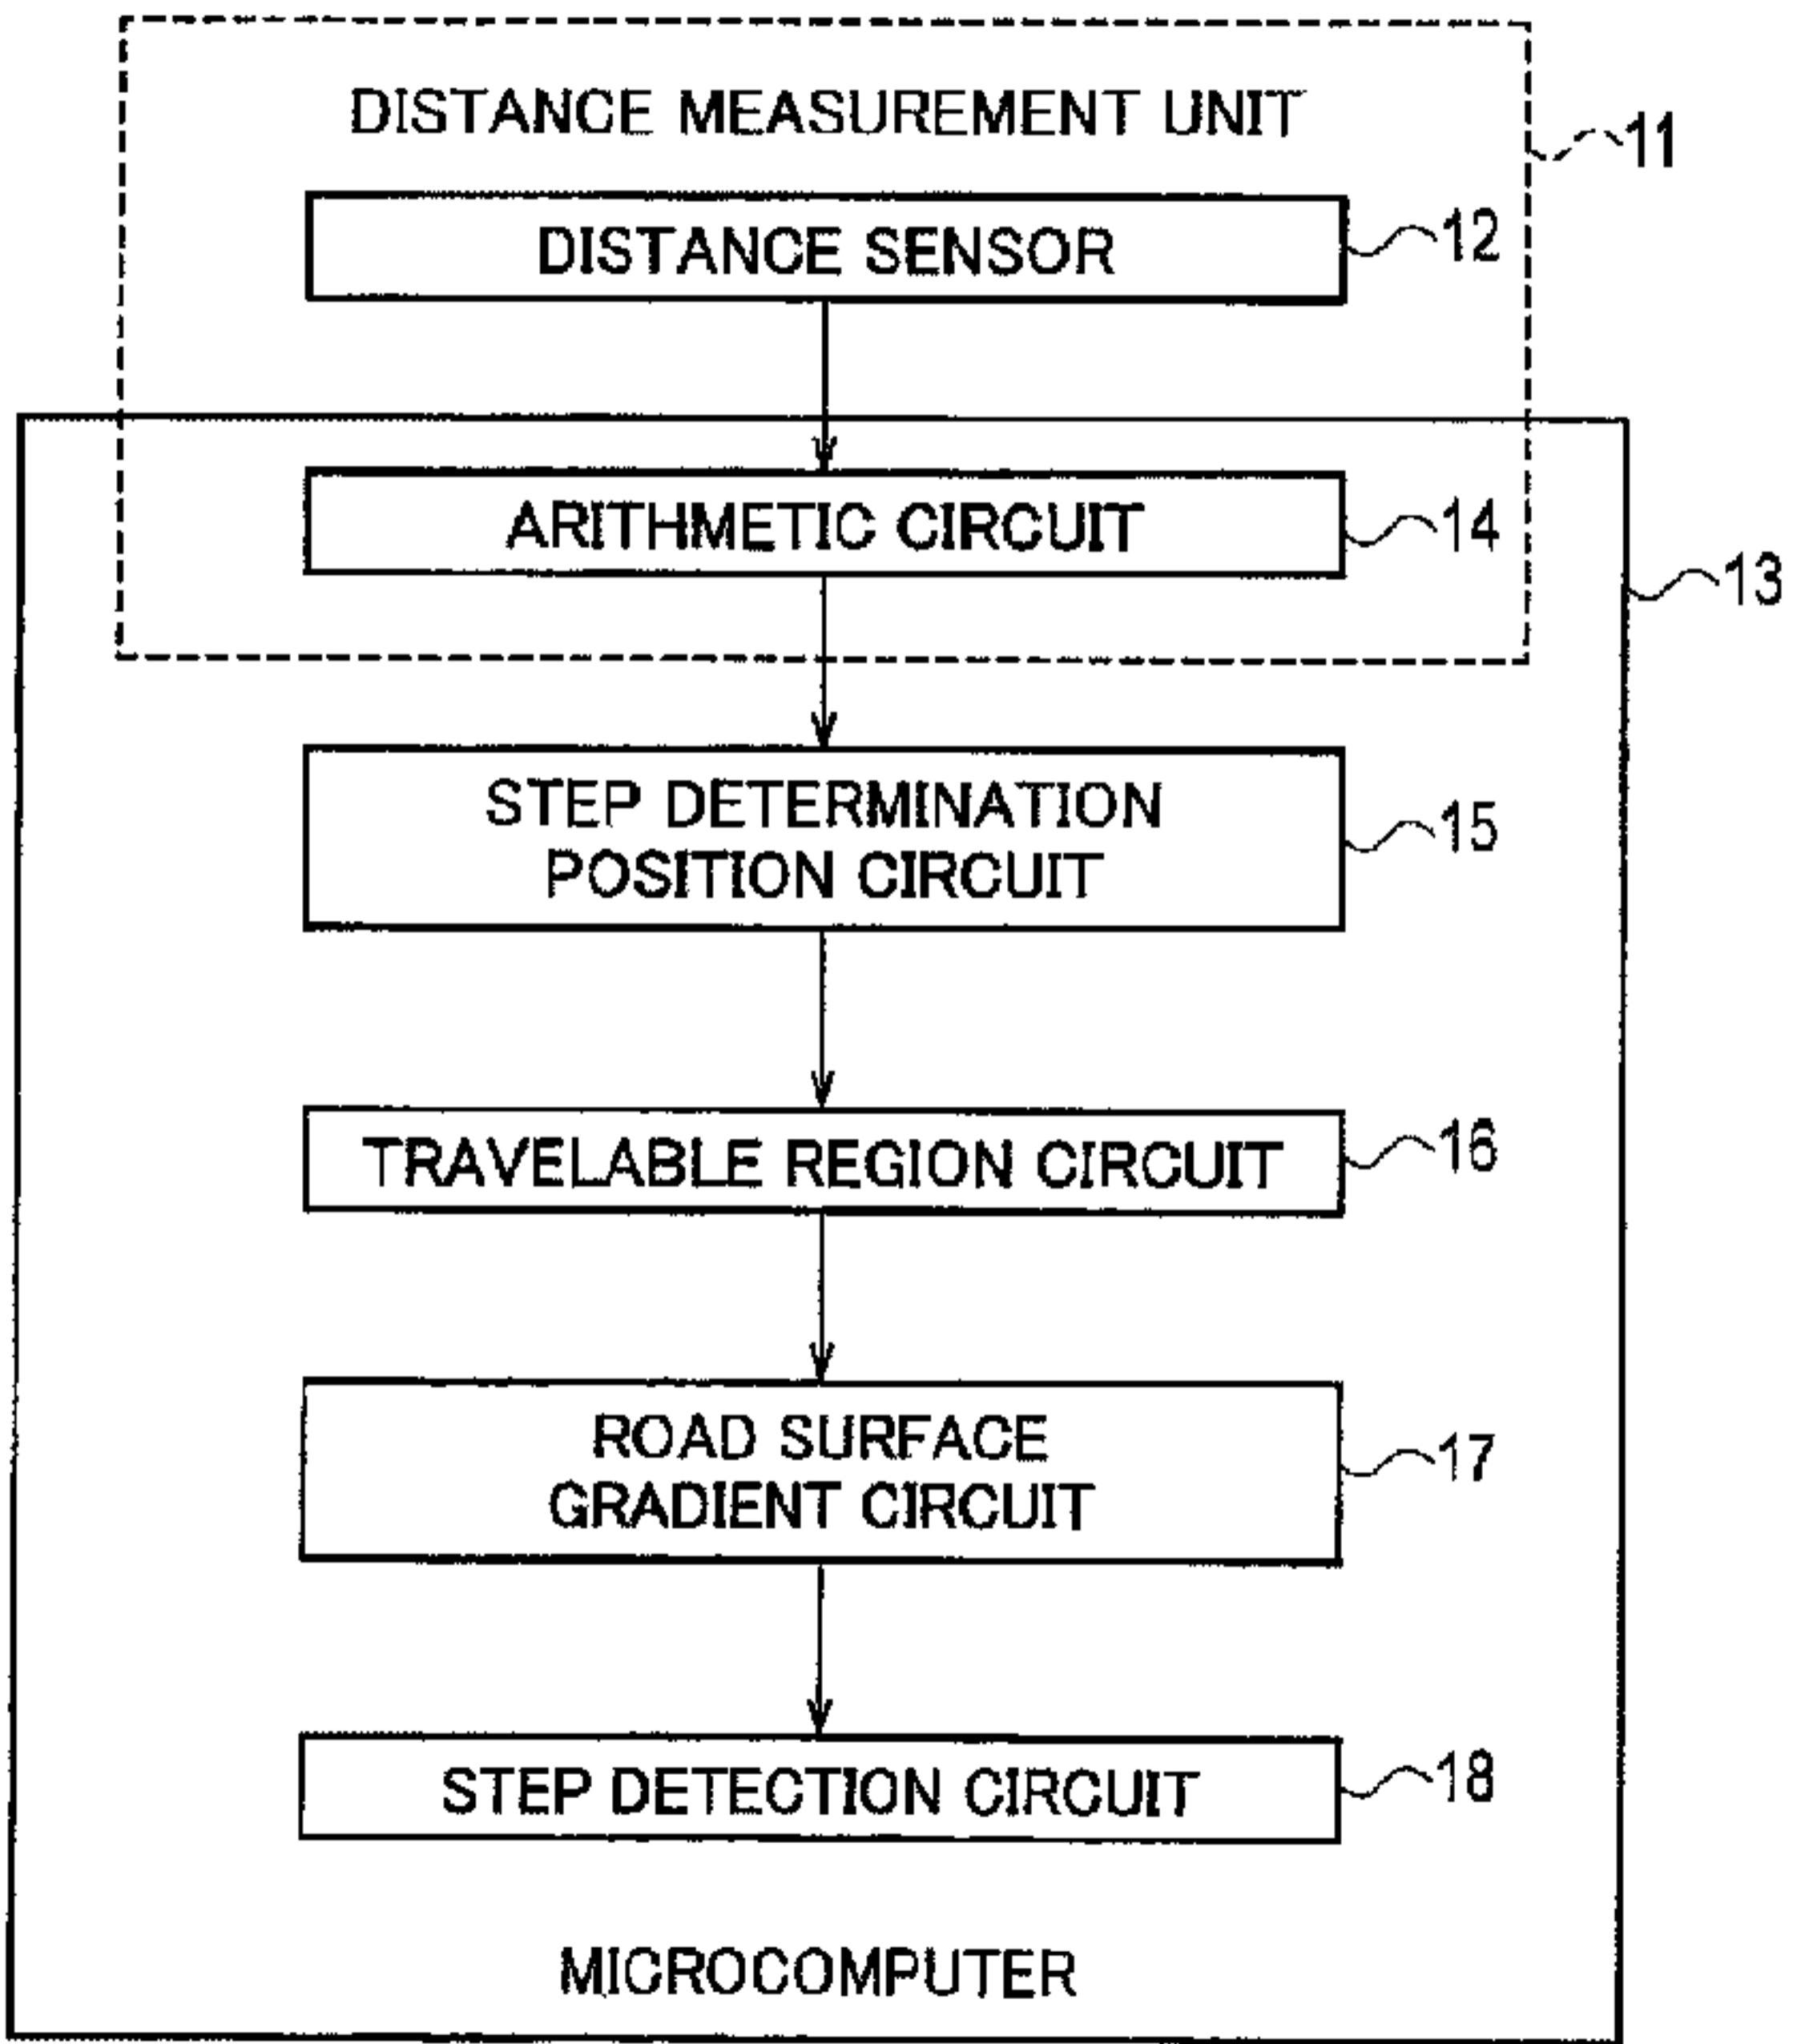 DISTANCE MEASUREMENT UNIT
11
DISTANCE SENSOR
12
ARITHMETIC CIRCUIT
14
13
STEP DETERMINATION
POSITION CIRCUIT
15
TRAVELABLE REGION CIRCUIT
16
ROAD SURFACE
GRADIENT CIRCUIT
17
STEP DETECTION CIRCUIT
18
MICROCOMPUTER